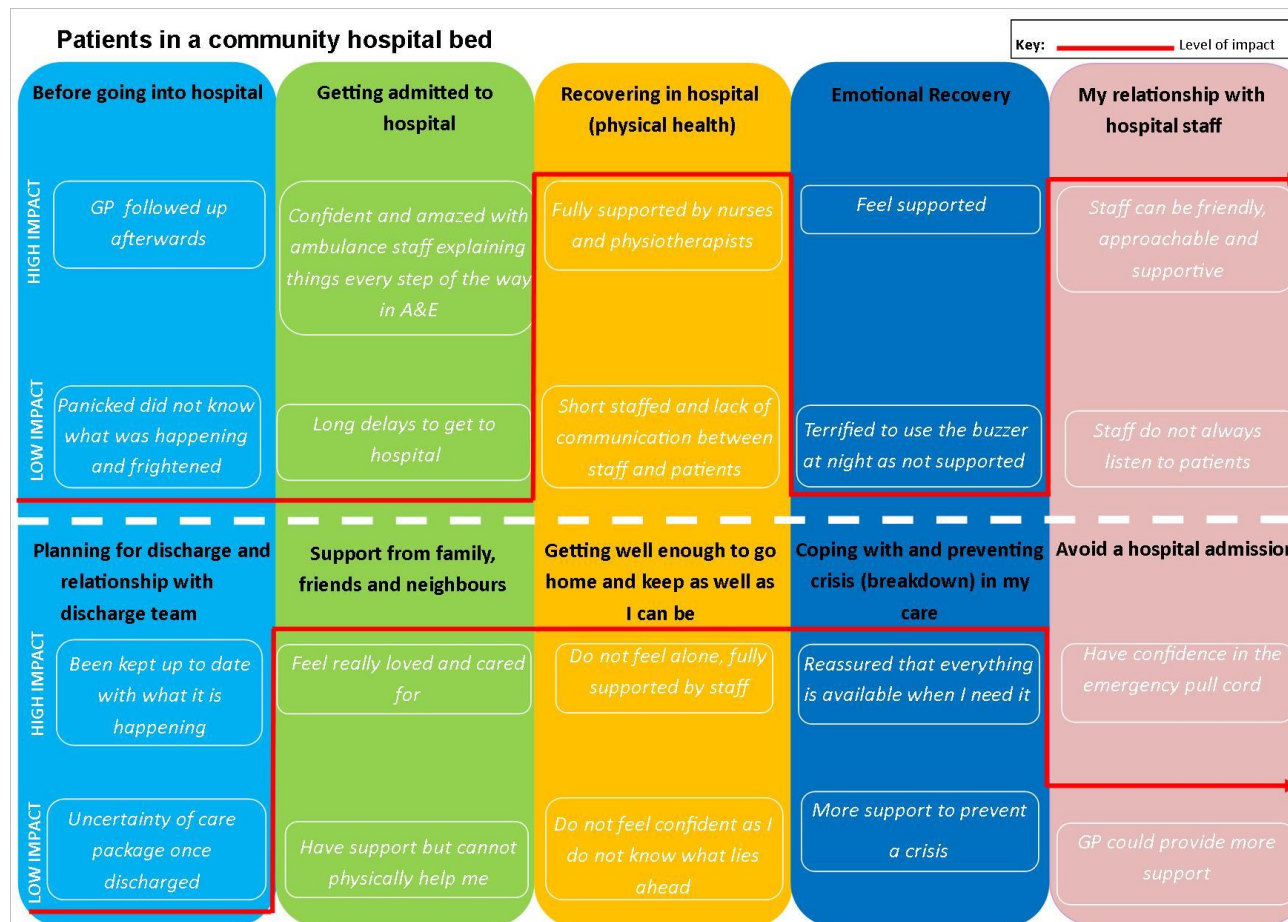 Patients in a community hospital bed
Key: Level of impact
Before going into hospital
Getting admitted to
hospital
Recovering in hospital
(physical health)
Emotional Recovery
My relationship with
hospital staff
HIGH IMPACT
GP followed up
afterwards
Confident and amazed with
ambulance staff explaining
things every step of the way
in A&E
Fully supported by nurses
and physiotherapists
Feel supported
Staff can be friendly,
approachable and
supportive
LOW IMPACT
Panicked did not know
what was happening
and frightened
Long delays to get to
hospital
Short staffed and lack of
communication between
staff and patients
Terrified to use the buzzer
at night as not supported
Staff do not always
listen to patients
Planning for discharge and
relationship with
discharge team
Support from family,
friends and neighbours
Getting well enough to go
home and keep as well as
I can be
Coping with and preventing
crisis (breakdown) in my
care
Avoid a hospital admission
HIGH IMPACT
Been kept up to date
with what it is
happening
Feel really loved and cared
for
Do not feel alone, fully
supported by staff
Reassured that everything
is available when I need it
Have confidence in the
emergency pull cord
LOW IMPACT
Uncertainty of care
package once
discharged
Have support but cannot
physically help me
Do not feel confident as I
do not know what lies
ahead
More support to prevent
a crisis
GP could provide more
support